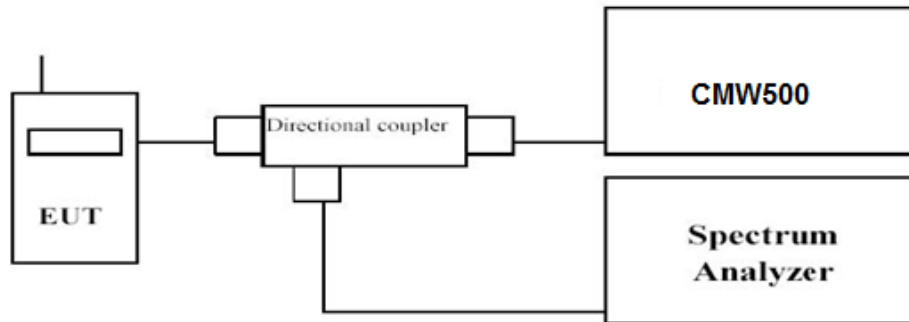 CMW500
Directional coupler
EUT
Spectrum
Analyzer